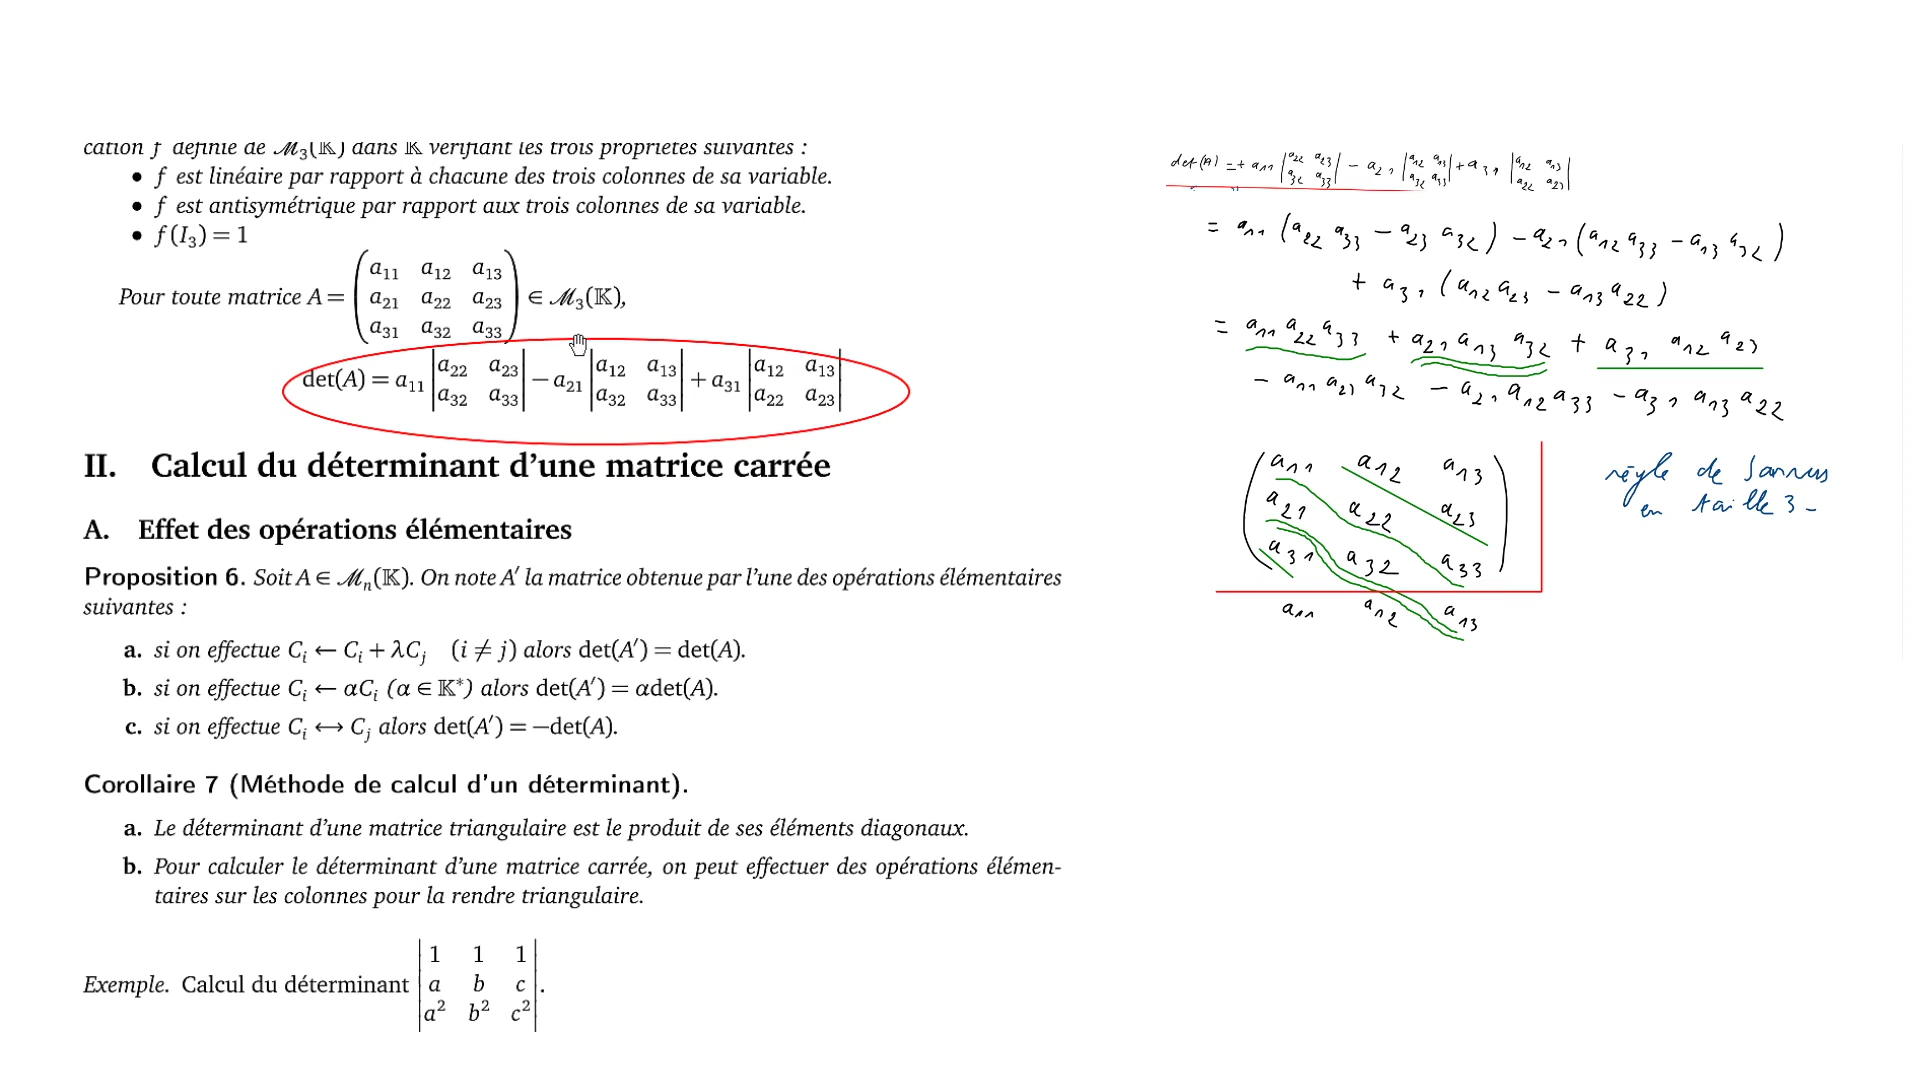 cation f définie de ℳ₃(𝕂) dans 𝕂 vérifiant les trois propriétés suivantes :
• f est linéaire par rapport à chacune des trois colonnes de sa variable.
• f est antisymétrique par rapport aux trois colonnes de sa variable.
• f(I₃) = 1
Pour toute matrice A = ( a₁₁ a₁₂ a₁₃
a₂₁ a₂₂ a₂₃
a₃₁ a₃₂ a₃₃ ) ∈ ℳ₃(𝕂),
det(A) = a₁₁ | a₂₂ a₂₃ ; a₃₂ a₃₃ | − a₂₁ | a₁₂ a₁₃ ; a₃₂ a₃₃ | + a₃₁ | a₁₂ a₁₃ ; a₂₂ a₂₃ |
II. Calcul du déterminant d'une matrice carrée
A. Effet des opérations élémentaires
Proposition 6. Soit A ∈ ℳₙ(𝕂). On note A′ la matrice obtenue par l'une des opérations élémentaires
suivantes :
a. si on effectue Cᵢ ← Cᵢ + λCⱼ (i ≠ j) alors det(A′) = det(A).
b. si on effectue Cᵢ ← αCᵢ (α ∈ 𝕂*) alors det(A′) = αdet(A).
c. si on effectue Cᵢ ↔ Cⱼ alors det(A′) = −det(A).
Corollaire 7 (Méthode de calcul d'un déterminant).
a. Le déterminant d'une matrice triangulaire est le produit de ses éléments diagonaux.
b. Pour calculer le déterminant d'une matrice carrée, on peut effectuer des opérations élémen-
taires sur les colonnes pour la rendre triangulaire.
Exemple. Calcul du déterminant | 1 1 1
a b c
a² b² c² |.
det(A) = + a₁₁ | a₂₂ a₂₃ ; a₃₂ a₃₃ | − a₂₁ | a₁₂ a₁₃ ; a₃₂ a₃₃ | + a₃₁ | a₁₂ a₁₃ ; a₂₂ a₂₃ |
= a₁₁ (a₂₂ a₃₃ − a₂₃ a₃₂) − a₂₁ (a₁₂ a₃₃ − a₁₃ a₃₂)
+ a₃₁ (a₁₂ a₂₃ − a₁₃ a₂₂)
= a₁₁ a₂₂ a₃₃ + a₂₁ a₁₃ a₃₂ + a₃₁ a₁₂ a₂₃
− a₁₁ a₂₃ a₃₂ − a₂₁ a₁₂ a₃₃ − a₃₁ a₁₃ a₂₂
( a₁₁ a₁₂ a₁₃
a₂₁ a₂₂ a₂₃
a₃₁ a₃₂ a₃₃ )
a₁₁ a₁₂ a₁₃
règle de Sarrus
en taille 3 -